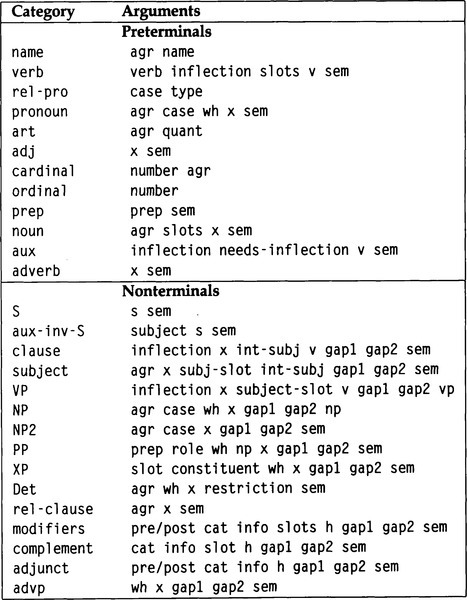 Category Arguments
Preterminals
name agr name
verb verb inflection slots v sem
rel-pro case type
pronoun agr case wh x sem
art agr quant
adj x sem
cardinal number agr
ordinal number
prep prep sem
noun agr slots x sem
aux inflection needs-inflection v sem
adverb x sem
Nonterminals
S s sem
aux-inv-S subject s sem
clause inflection x int-subj v gap1 gap2 sem
subject agr x subj-slot int-subj gap1 gap2 sem
VP inflection x subject-slot v gap1 gap2 vp
NP agr case wh x gap1 gap2 np
NP2 agr case x gap1 gap2 sem
PP prep role wh np x gap1 gap2 sem
XP slot constituent wh x gap1 gap2 sem
Det agr wh x restriction sem
rel-clause agr x sem
modifiers pre/post cat info slots h gap1 gap2 sem
complement cat info slot h gap1 gap2 sem
adjunct pre/post cat info h gap1 gap2 sem
advp wh x gap1 gap2 sem